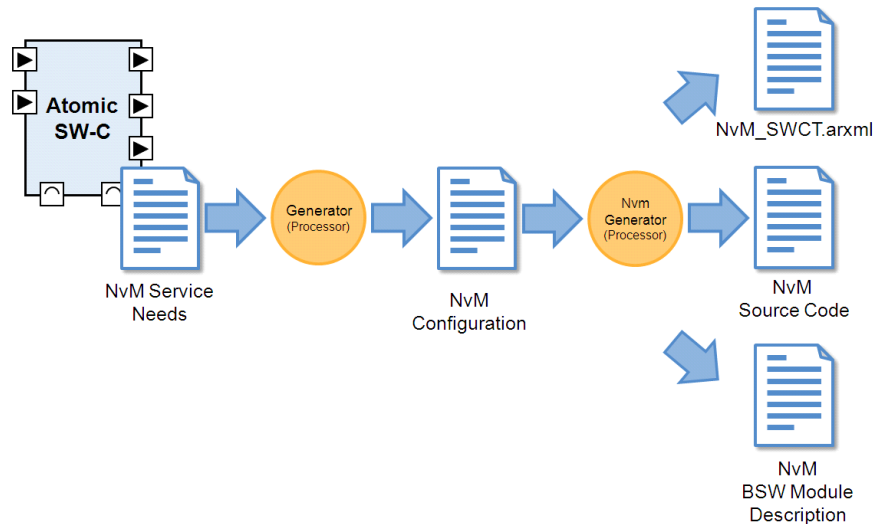 Atomic
SW-C
NvM Service
Needs
Generator
(Processor)
NvM
Configuration
Nvm
Generator
(Processor)
NvM_SWCT.arxml
NvM
Source Code
NvM
BSW Module
Description